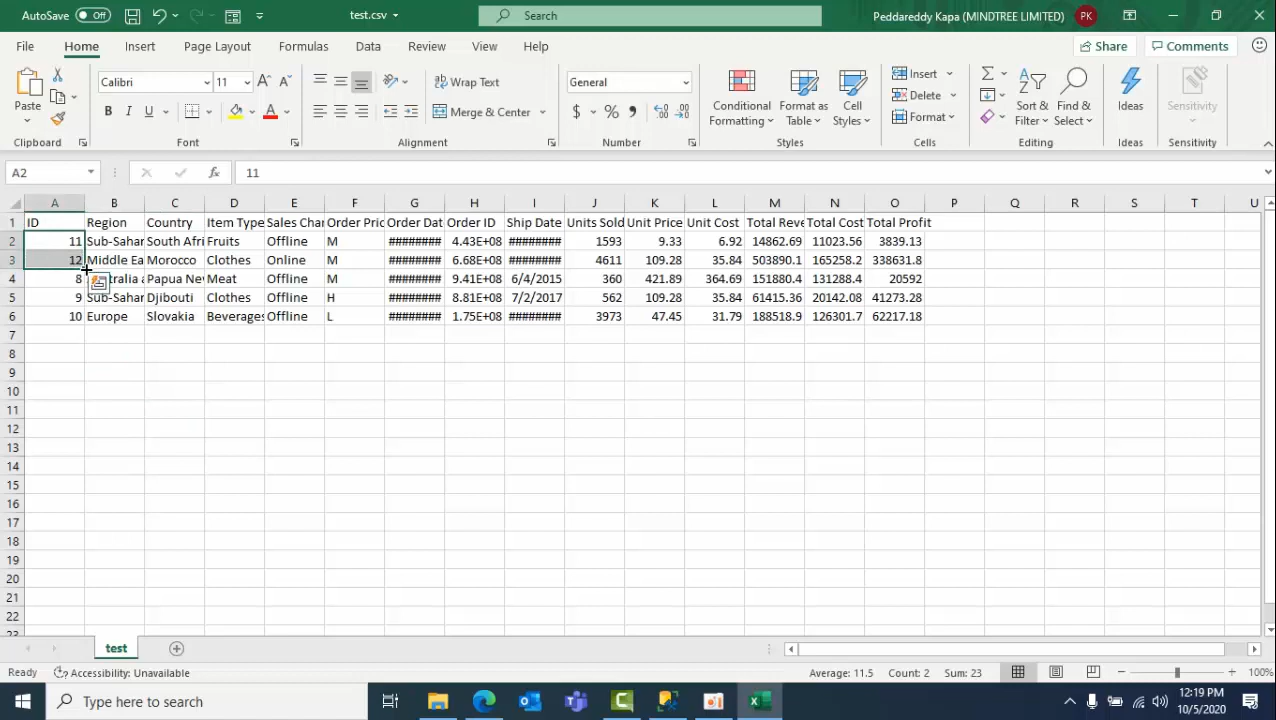 AutoSave Off test.csv Search Peddareddy Kapa (MINDTREE LIMITED) PK
File Home Insert Page Layout Formulas Data Review View Help Share Comments
Paste Calibri 11 Wrap Text General Conditional Formatting Format as Table Cell Styles Insert Sort & Filter Find & Select Ideas Sensitivity
B I U Merge & Center $ % , Delete
Format
Clipboard Font Alignment Number Styles Cells Editing Ideas Sensitivity
A2 fx 11
A B C D E F G H I J K L M N O P Q R S T U
1 ID Region Country Item Type Sales Chan Order Pric Order Dat Order ID Ship Date Units Sold Unit Price Unit Cost Total Reve Total Cost Total Profit
2 11 Sub-Sahar South Afri Fruits Offline M ######## 4.43E+08 ######## 1593 9.33 6.92 14862.69 11023.56 3839.13
3 12 Middle Ea Morocco Clothes Online M ######## 6.68E+08 ######## 4611 109.28 35.84 503890.1 165258.2 338631.8
4 8 ralia a Papua Nev Meat Offline M ######## 9.41E+08 6/4/2015 360 421.89 364.69 151880.4 131288.4 20592
5 9 Sub-Sahar Djibouti Clothes Offline H ######## 8.81E+08 7/2/2017 562 109.28 35.84 61415.36 20142.08 41273.28
6 10 Europe Slovakia Beverages Offline L ######## 1.75E+08 ######## 3973 47.45 31.79 188518.9 126301.7 62217.18
7
8
9
10
11
12
13
14
15
16
17
18
19
20
21
22
23
test
Ready Accessibility: Unavailable Average: 11.5 Count: 2 Sum: 23 100%
Type here to search 12:19 PM
10/5/2020